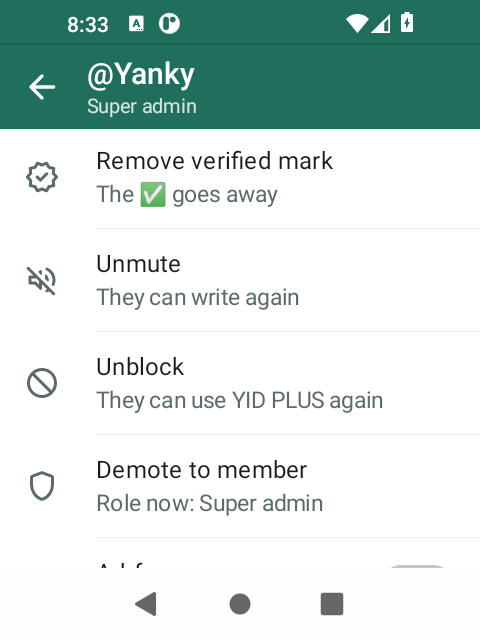 8:33
@Yanky
Super admin
Remove verified mark
The ✅ goes away
Unmute
They can write again
Unblock
They can use YID PLUS again
Demote to member
Role now: Super admin